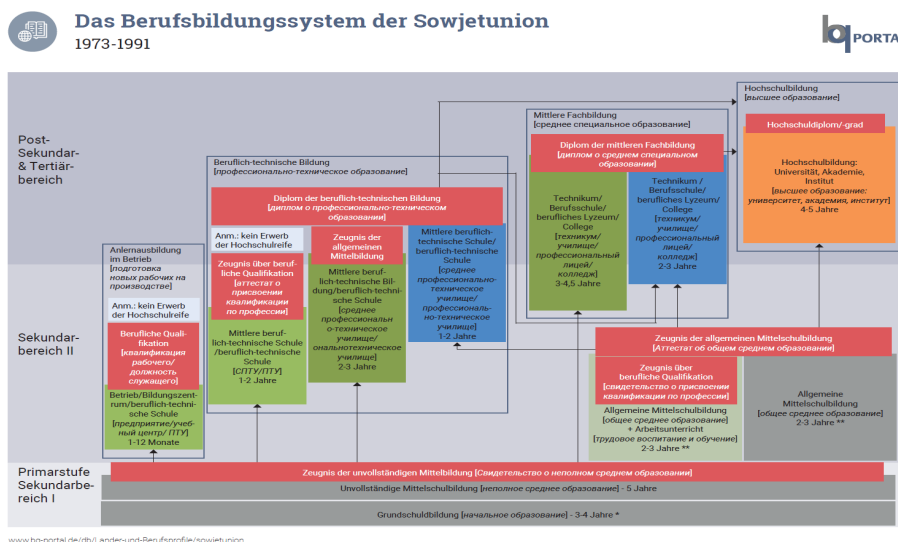 Das Berufsbildungssystem der Sowjetunion
1973-1991
bq PORTA
Post-
Sekundar-
& Tertiär-
bereich
Sekundar-
bereich II
Primarstufe
Sekundarbe-
reich I
Anlernausbildung
im Betrieb
[подготовка
новых рабочих на
производстве]
Anm.: kein Erwerb
der Hochschulreife
Berufliche Quali-
fikation
[квалификация
рабочего/
должность
служащего]
Betrieb/Bildungszent-
rum/beruflich-techni-
sche Schule
[предприятие/учеб-
ный центр/ ПТУ]
1-12 Monate
Beruflich-technische Bildung
[профессионально-техническое образование]
Diplom der beruflich-technischen Bildung
[диплом о профессионально-техническом
образовании]
Anm.: kein Erwerb
der Hochschulreife
Zeugnis über beruf-
liche Qualifikation
[аттестат о
присвоении
квалификации
по профессии]
Mittlere beruf-
lich-technische Schule
/beruflich-technische
Schule
[СПТУ/ПТУ]
1-2 Jahre
Zeugnis der
allgemeinen
Mittelbildung
Mittlere beruf-
lich-technische Bil-
dung/beruflich-techni-
sche Schule
[среднее
профессиональн
о-техническое
училище/
ональнотехническое
училище]
2-3 Jahre
Mittlere beruflich-
technische Schule/
beruflich-technische
Schule
[среднее
профессионально-
техническое
училище/
профессиональ-
но-техническое
училище]
1-2 Jahre
Mittlere Fachbildung
[среднее специальное образование]
Diplom der mittleren Fachbildung
[диплом о среднем специальном
образовании]
Technikum/
Berufsschule/
berufliches Lyzeum/
College
[техникум/
училище/
профессиональный
лицей/
колледж]
3-4,5 Jahre
Technikum /
Berufsschule/
berufliches Lyzeum/
College
[техникум/
училище/
профессиональный
лицей/
колледж]
2-3 Jahre
Hochschulbildung
[высшее образование]
Hochschuldiplom/-grad
Hochschulbildung:
Universität, Akademie,
Institut
[высшее образование:
университет, академия, институт]
4-5 Jahre
Zeugnis der allgemeinen Mittelschulbildung
[Аттестат об общем среднем образовании]
Zeugnis über
berufliche Qualifikation
[свидетельство о присвоении
квалификации по профессии]
Allgemeine Mittelschulbildung
[общее среднее образование]
+ Arbeitsunterricht
[трудовое воспитание и обучение]
2-3 Jahre **
Allgemeine
Mittelschulbildung
[общее среднее образование]
2-3 Jahre **
Zeugnis der unvollständigen Mittelbildung [Свидетельство о неполном среднем образовании]
Unvollständige Mittelschulbildung [неполное среднее образование] - 5 Jahre
Grundschuldbildung [начальное образование] - 3-4 Jahre *
www.bq-portal.de/db/Länder-und-Berufsprofile/sowjetunion